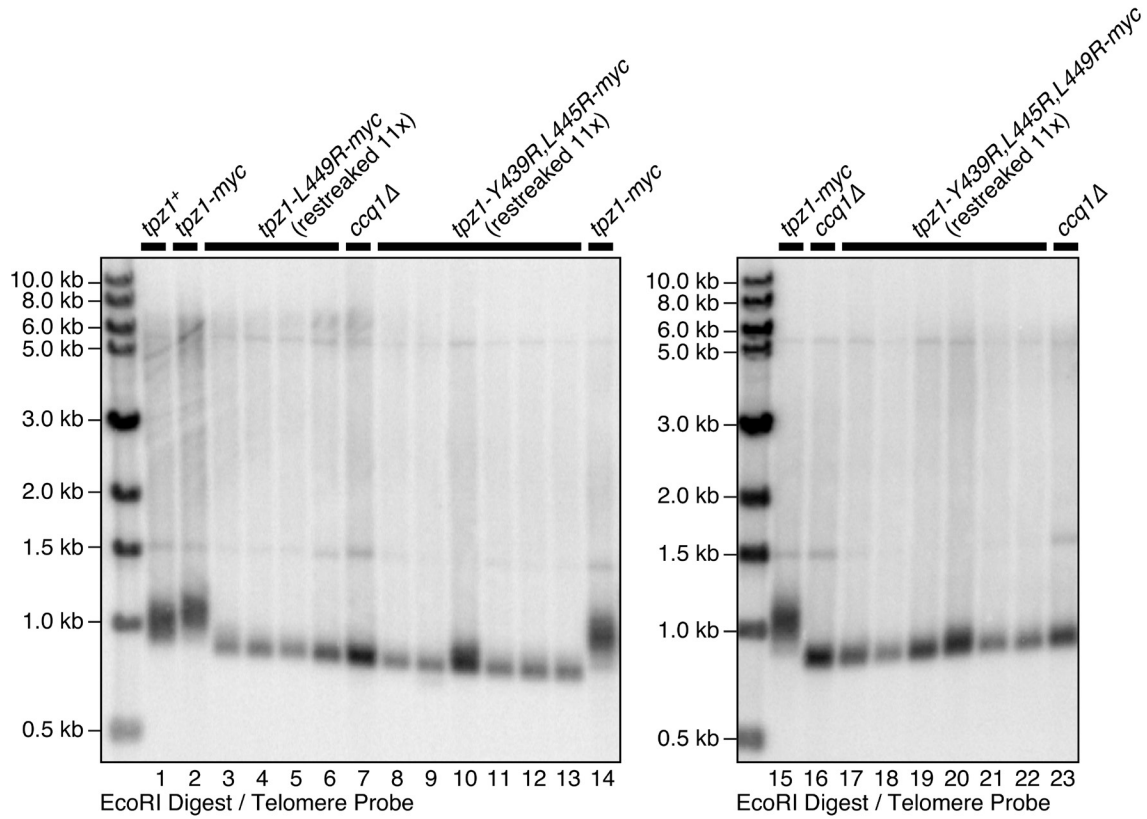 tpz1+
tpz1-myc
tpz1-L449R-myc
(restreaked 11x)
ccq1Δ
tpz1-Y439R,L445R-myc
(restreaked 11x)
tpz1-myc
10.0 kb
8.0 kb
6.0 kb
5.0 kb
3.0 kb
2.0 kb
1.5 kb
1.0 kb
0.5 kb
1 2 3 4 5 6 7 8 9 10 11 12 13 14
EcoRI Digest / Telomere Probe
tpz1-myc
ccq1Δ
tpz1-Y439R,L445R,L449R-myc
(restreaked 11x)
ccq1Δ
10.0 kb
8.0 kb
6.0 kb
5.0 kb
3.0 kb
2.0 kb
1.5 kb
1.0 kb
0.5 kb
15 16 17 18 19 20 21 22 23
EcoRI Digest / Telomere Probe